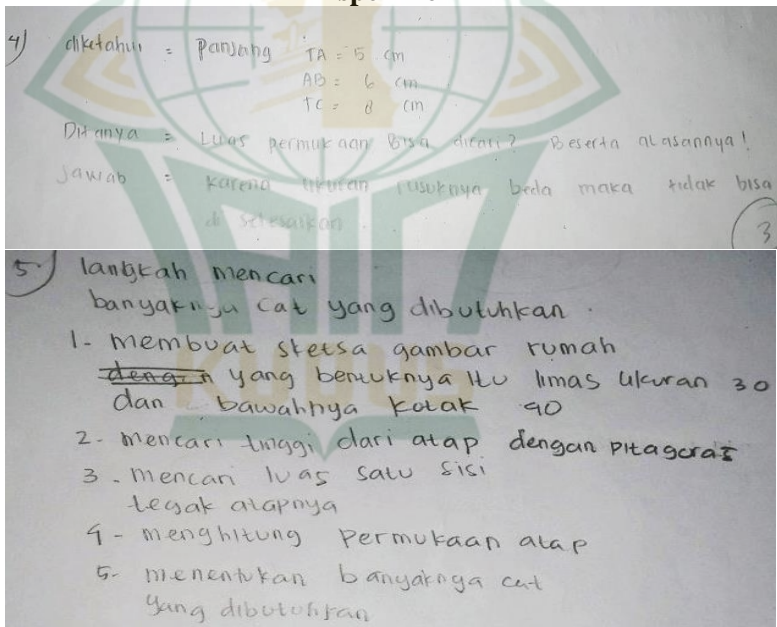 4) diketahui = Panjang TA = 5 cm
AB = 6 cm
TC = 8 cm
Ditanya = Luas permukaan Bisa dicari? Beserta alasannya!
Jawab = Karena ukuran rusuknya beda maka tidak bisa
di selesaikan.
3
5.) langkah mencari
banyaknya cat yang dibutuhkan.
1- membuat sketsa gambar rumah
dengan yang bentuknya itu limas ukuran 30
dan bawahnya kotak 40
2- mencari tinggi dari atap dengan pitagoras
3. mencari luas satu sisi
tegak atapnya
4- menghitung permukaan atap
5- menentukan banyaknya cat
yang dibutuhkan
KUDUS